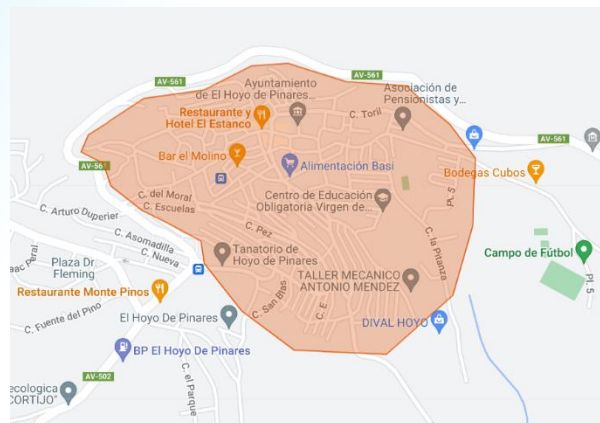 AV-561
AV-561
Ayuntamiento
de El Hoyo de Pinares...
Asociación de
Pensionistas y...
Restaurante y
Hotel El Estanco
C. Toril
AV-561
Bar el Molino
Alimentación Basi
AV-561
Bodegas Cubos
C. del Moral
C. Escuelas
Centro de Educación
Obligatoria Virgen de...
Pl. 5
C. Arturo Duperier
C. Asomadilla
C. Nueva
C. Pez
C. la Pitanza
Plaza Dr
Fleming
Tanatorio de
Hoyo de Pinares
Campo de Fútbol
TALLER MECANICO
ANTONIO MENDEZ
Pl. 5
Restaurante Monte Pinos
C. San Blas
C. E
C. Fuente del Pino
El Hoyo De Pinares
DIVAL HOYO
BP El Hoyo De Pinares
C. el Parque
AV-502
ecologica
CORTIJO"